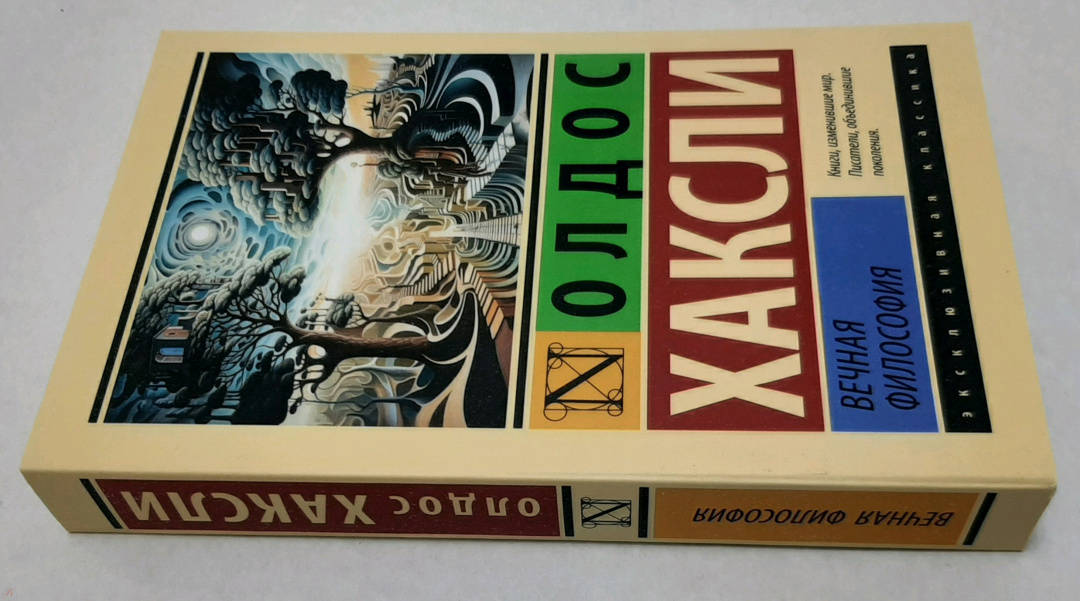 ОЛДОС
ХАКСЛИ
Книги, изменившие мир.
Писатели, объединившие
поколения.
ВЕЧНАЯ
ФИЛОСОФИЯ
эксклюзивная классика
ОЛДОС ХАКСЛИ
ВЕЧНАЯ ФИЛОСОФИЯ